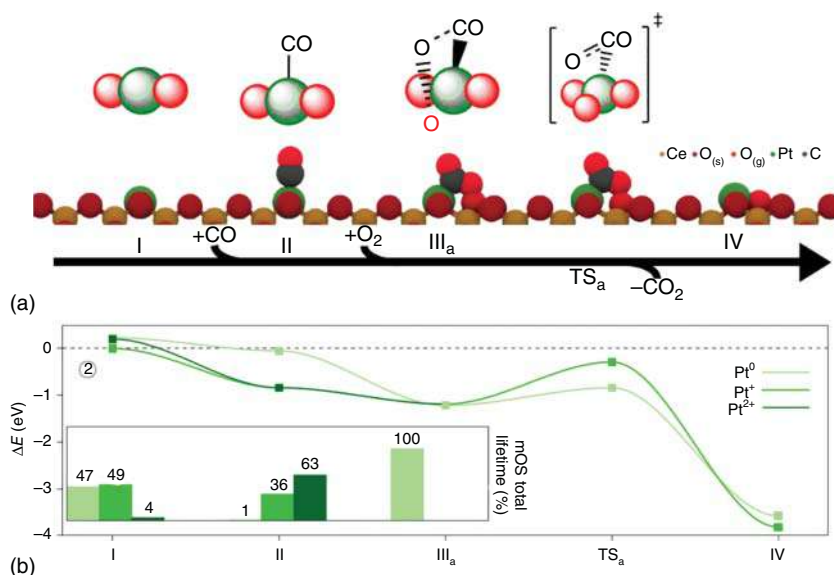 CO
CO
O
O
CO
O
‡
Ce O(s) O(g) Pt C
I
+CO
II
+O₂
IIIₐ
TSₐ
−CO₂
IV
(a)
0
−1
−2
−3
−4
ΔE (eV)
2
Pt⁰
Pt⁺
Pt²⁺
47
49
4
1
36
63
100
mOS total
lifetime (%)
I
II
IIIₐ
TSₐ
IV
(b)